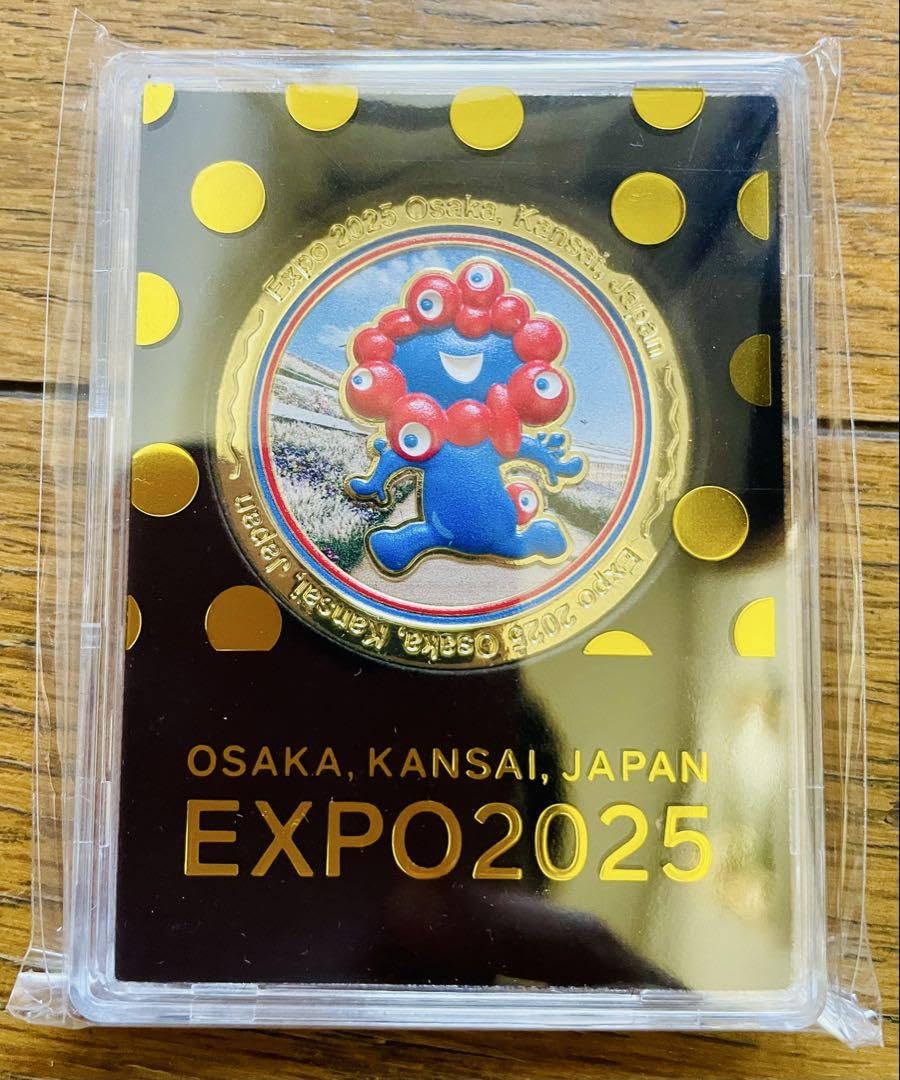 Expo 2025 Osaka, Kansai, Japan
Expo 2025 Osaka, Kansai, Japan
OSAKA, KANSAI, JAPAN
EXPO2025